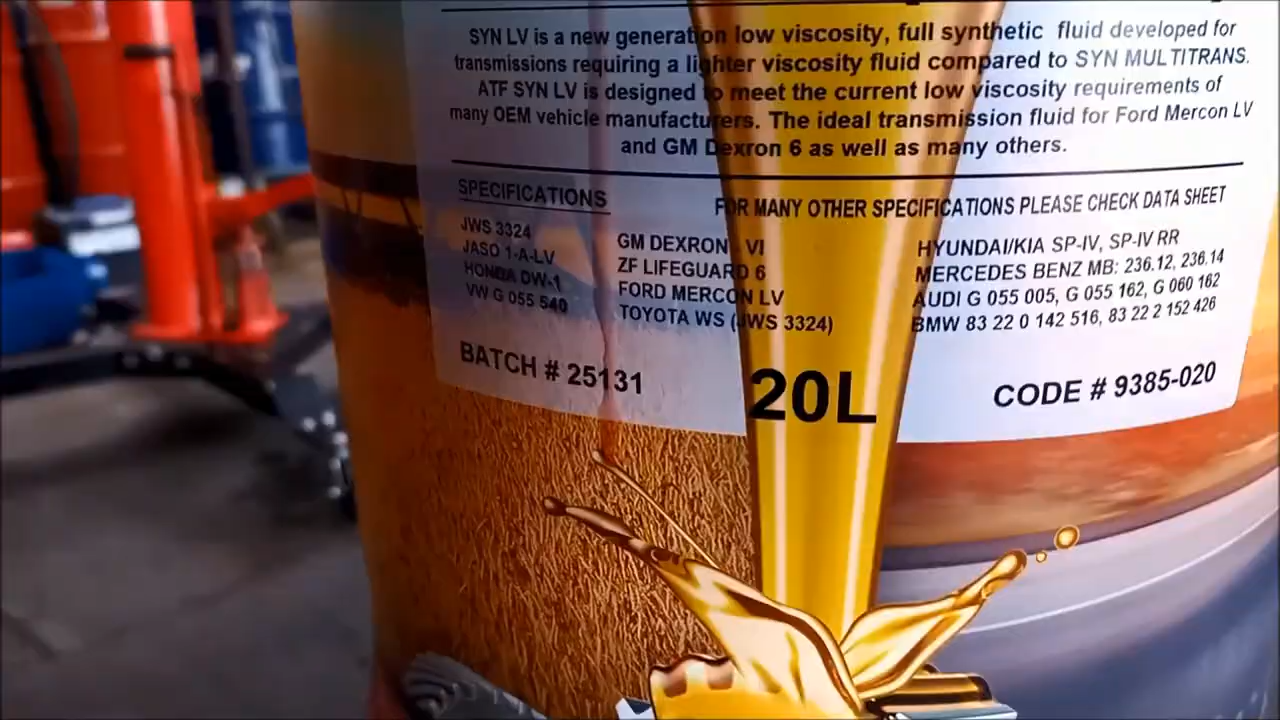 SYN LV is a new generation low viscosity, full synthetic fluid developed for
transmissions requiring a lighter viscosity fluid compared to SYN MULTITRANS.
ATF SYN LV is designed to meet the current low viscosity requirements of
many OEM vehicle manufacturers. The ideal transmission fluid for Ford Mercon LV
and GM Dexron 6 as well as many others.
SPECIFICATIONS
FOR MANY OTHER SPECIFICATIONS PLEASE CHECK DATA SHEET
JWS 3324
JASO 1-A-LV
HONDA DW-1
VW G 055 540
GM DEXRON VI
ZF LIFEGUARD 6
FORD MERCON LV
TOYOTA WS (JWS 3324)
HYUNDAI/KIA SP-IV, SP-IV RR
MERCEDES BENZ MB: 236.12, 236.14
AUDI G 055 005, G 055 162, G 060 162
BMW 83 22 0 142 516, 83 22 2 152 426
BATCH # 25131
20L
CODE # 9385-020